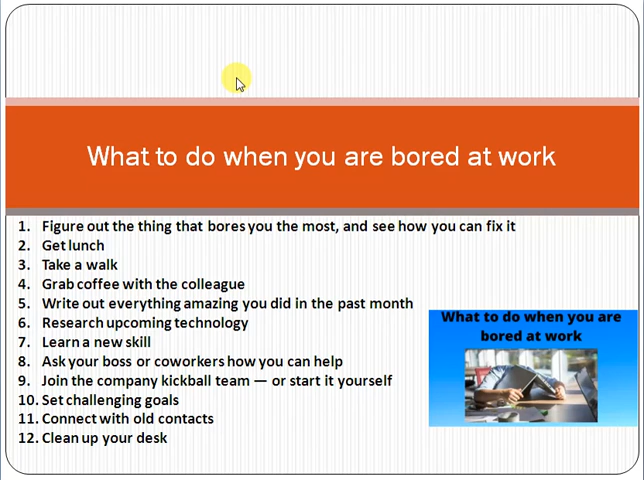 What to do when you are bored at work
1. Figure out the thing that bores you the most, and see how you can fix it
2. Get lunch
3. Take a walk
4. Grab coffee with the colleague
5. Write out everything amazing you did in the past month
6. Research upcoming technology
7. Learn a new skill
8. Ask your boss or coworkers how you can help
9. Join the company kickball team — or start it yourself
10. Set challenging goals
11. Connect with old contacts
12. Clean up your desk
What to do when you are
bored at work